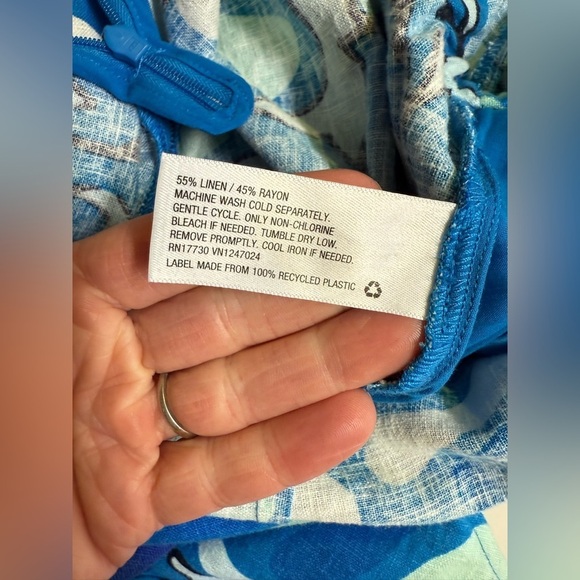 55% LINEN / 45% RAYON
MACHINE WASH COLD SEPARATELY.
GENTLE CYCLE. ONLY NON-CHLORINE
BLEACH IF NEEDED. TUMBLE DRY LOW.
REMOVE PROMPTLY. COOL IRON IF NEEDED.
RN17730 VN1247024
LABEL MADE FROM 100% RECYCLED PLASTIC